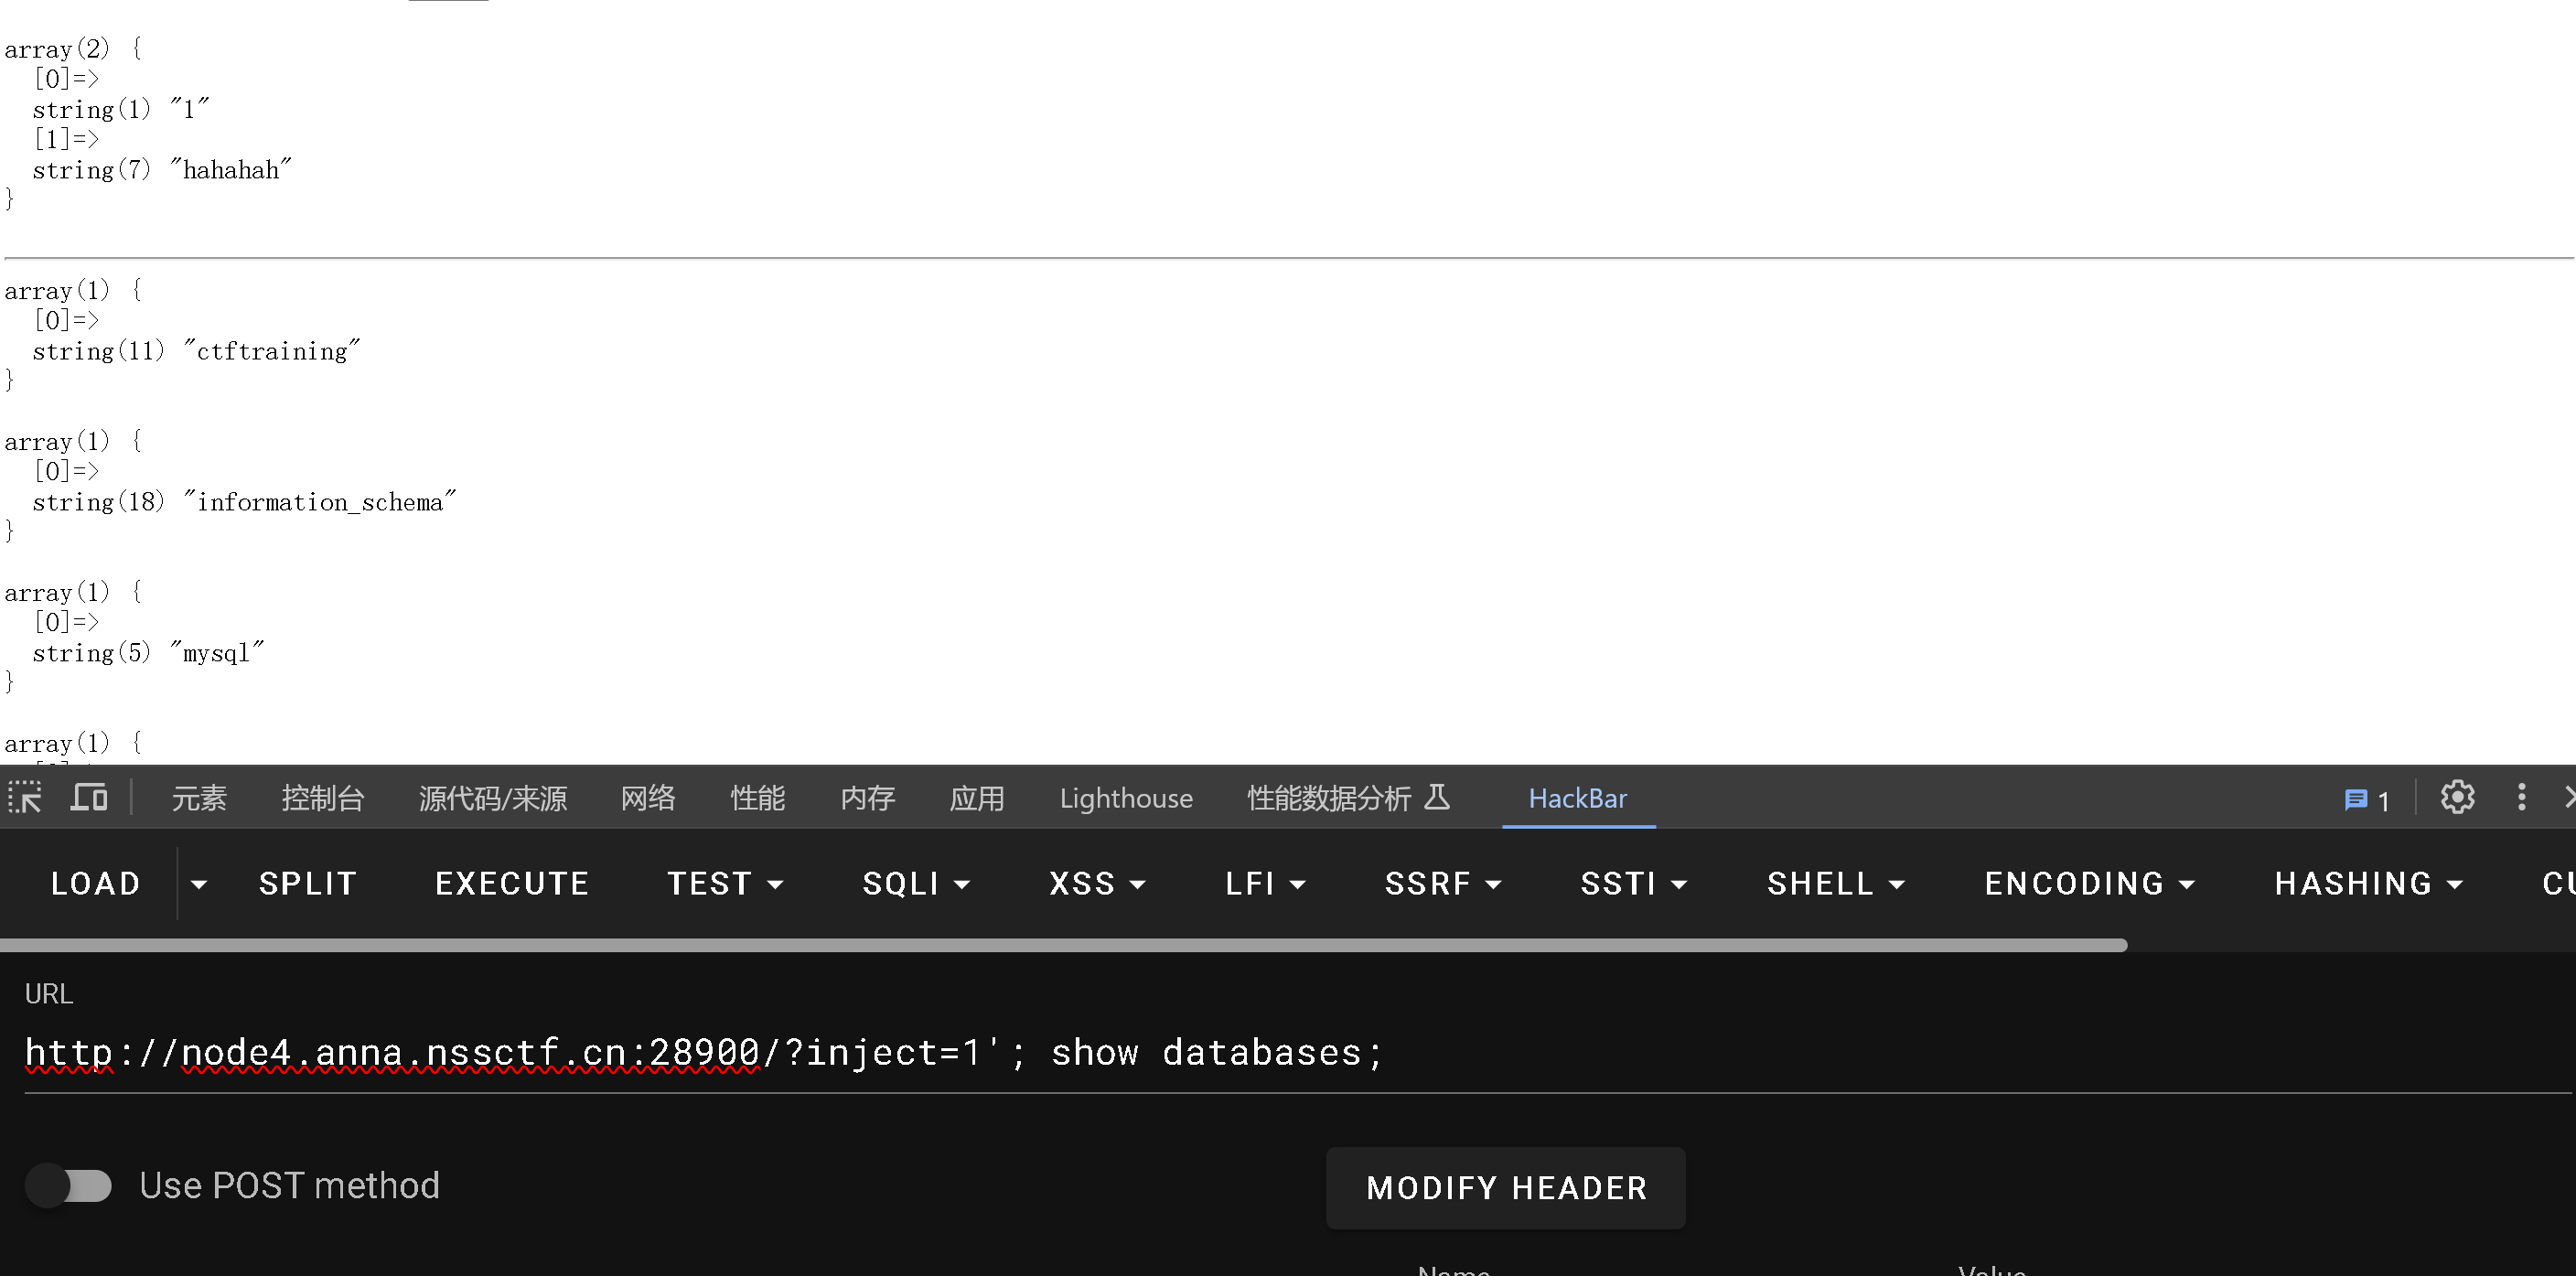 array(2) {
  [0]=>
  string(1) "1"
  [1]=>
  string(7) "hahahah"
}
array(1) {
  [0]=>
  string(11) "ctftraining"
}
array(1) {
  [0]=>
  string(18) "information_schema"
}
array(1) {
  [0]=>
  string(5) "mysql"
}
array(1) {
元素 控制台 源代码/来源 网络 性能 内存 应用 Lighthouse 性能数据分析 HackBar 1
LOAD SPLIT EXECUTE TEST SQLI XSS LFI SSRF SSTI SHELL ENCODING HASHING
URL
http://node4.anna.nssctf.cn:28900/?inject=1'; show databases;
Use POST method
MODIFY HEADER
Name Value